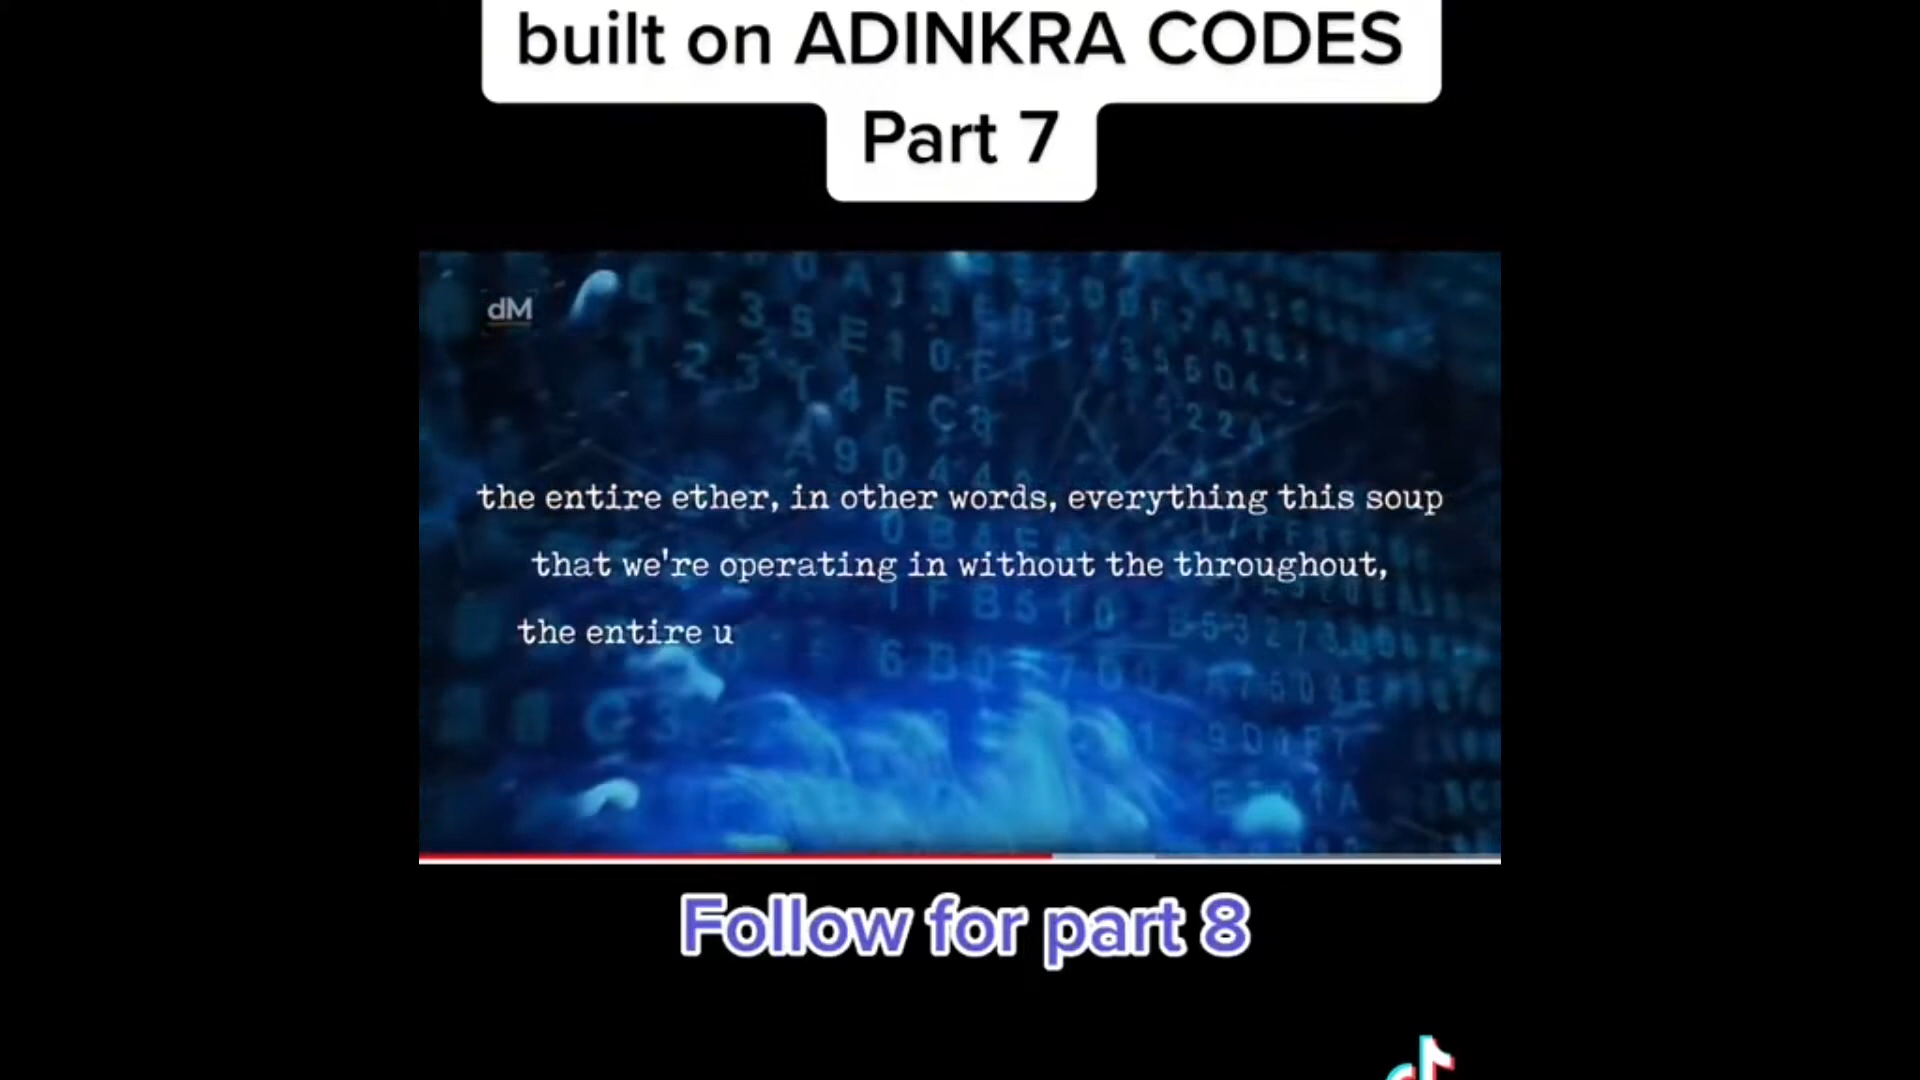 built on ADINKRA CODES
Part 7
dM
the entire ether, in other words, everything this soup
that we're operating in without the throughout,
the entire u
Follow for part 8